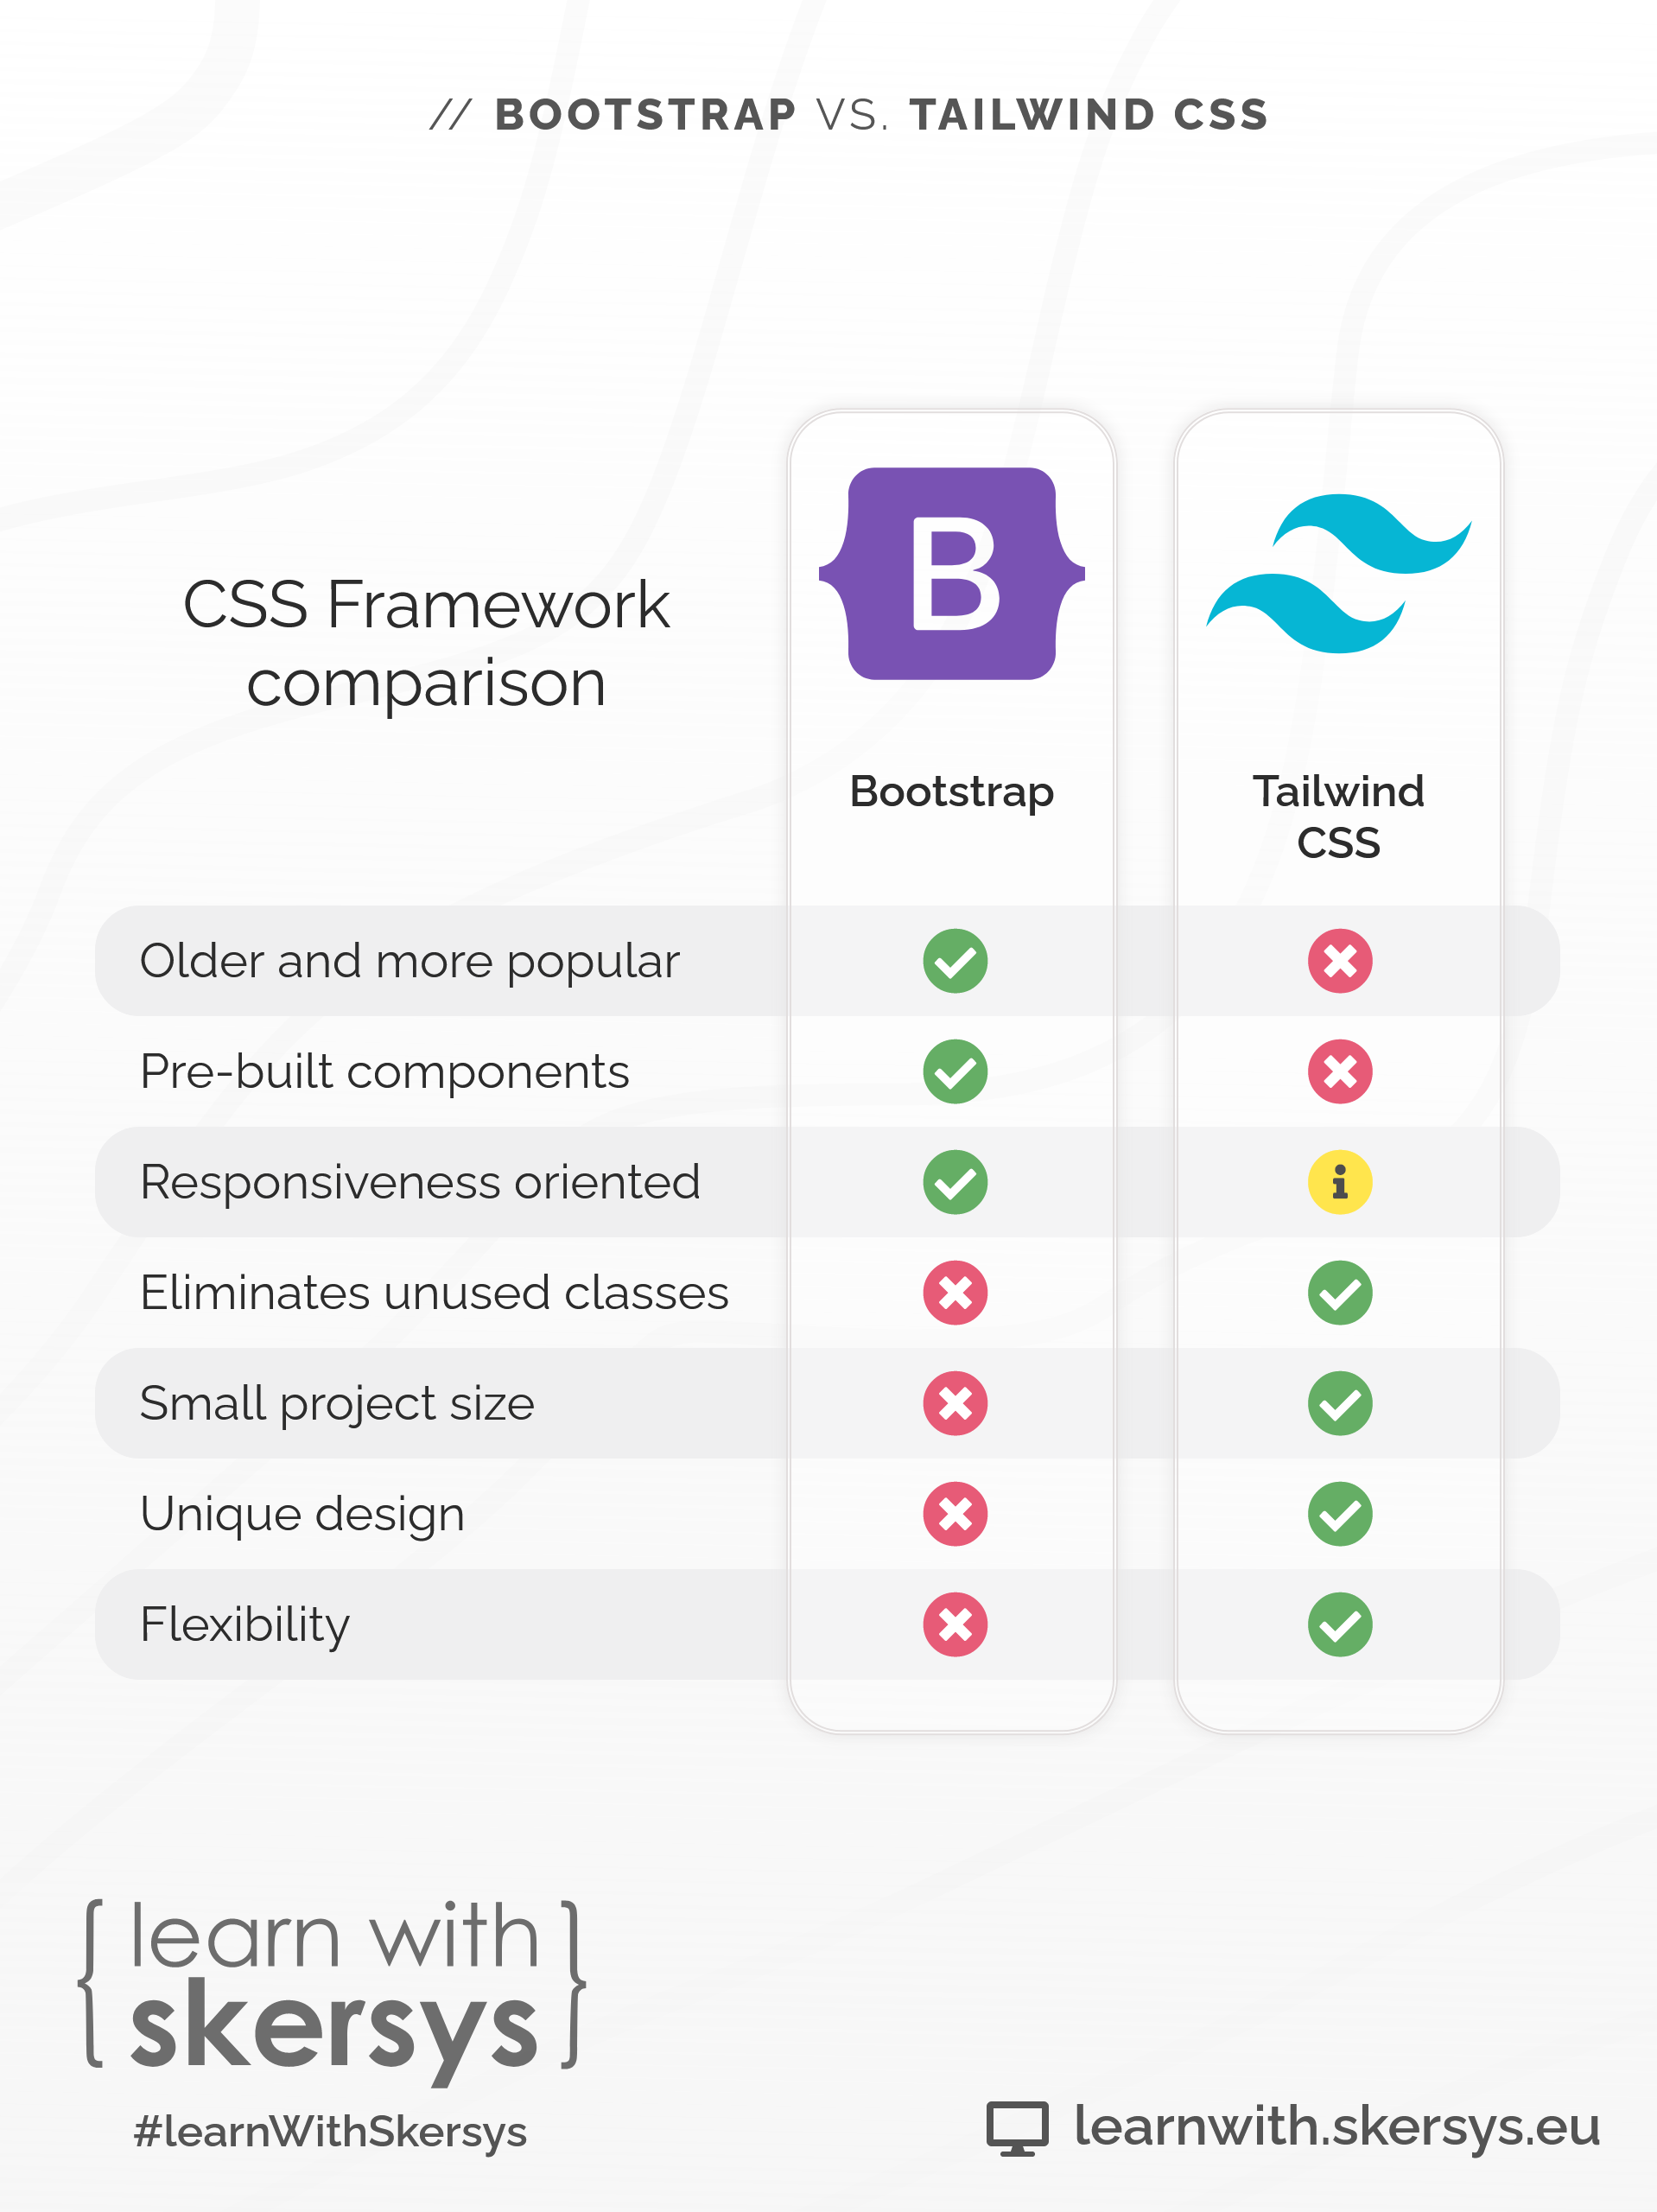 // BOOTSTRAP VS. TAILWIND CSS
CSS Framework
comparison
B
Bootstrap
Tailwind
CSS
Older and more popular
Pre-built components
Responsiveness oriented
i
Eliminates unused classes
Small project size
Unique design
Flexibility
{ learn with }
skersys
#learnWithSkersys
learnwith.skersys.eu